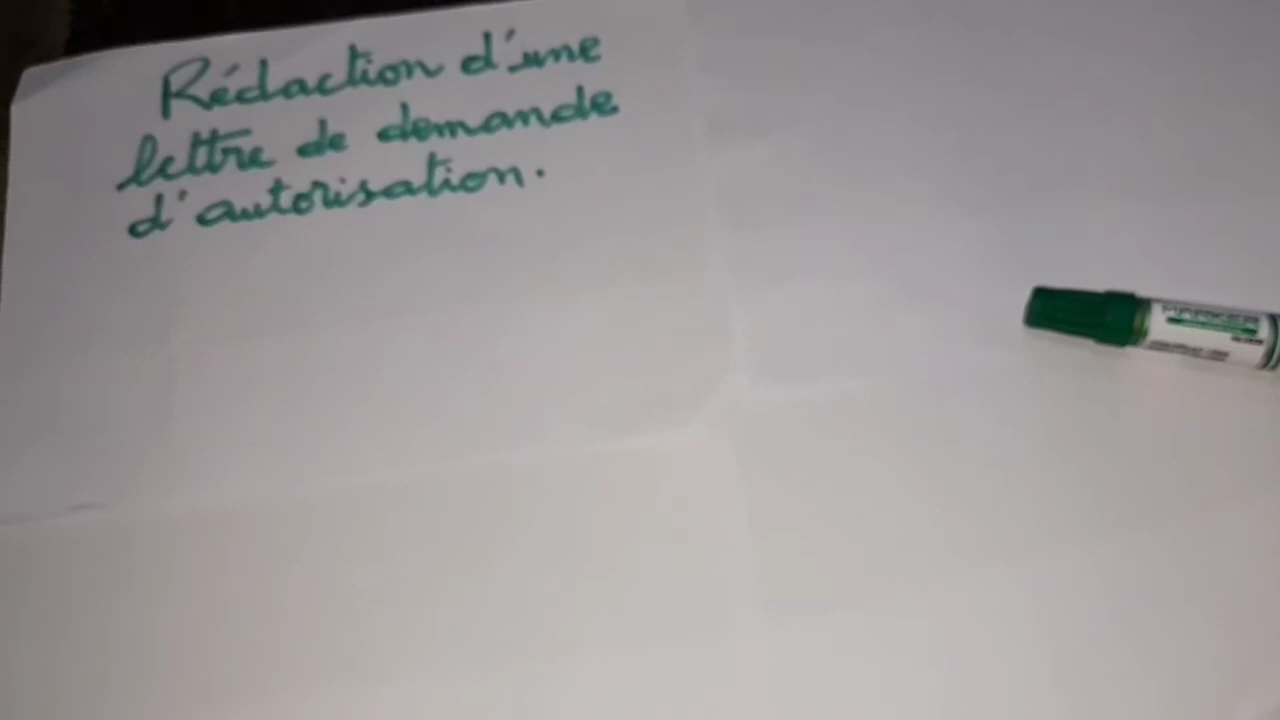 Rédaction d'une
lettre de demande
d'autorisation.